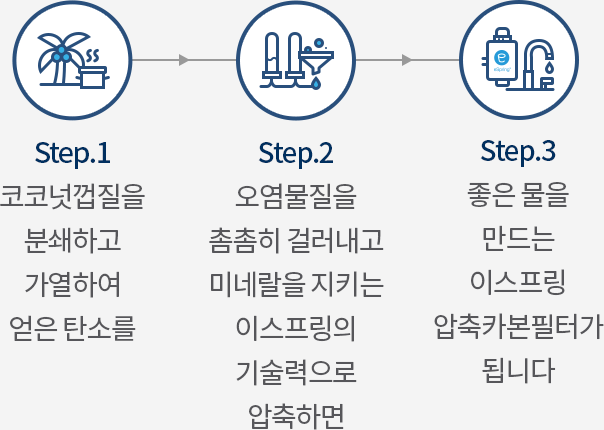 Step.1
코코넛껍질을
분쇄하고
가열하여
얻은 탄소를
Step.2
오염물질을
촘촘히 걸러내고
미네랄을 지키는
이스프링의
기술력으로
압축하면
Step.3
좋은 물을
만드는
이스프링
압축카본필터가
됩니다